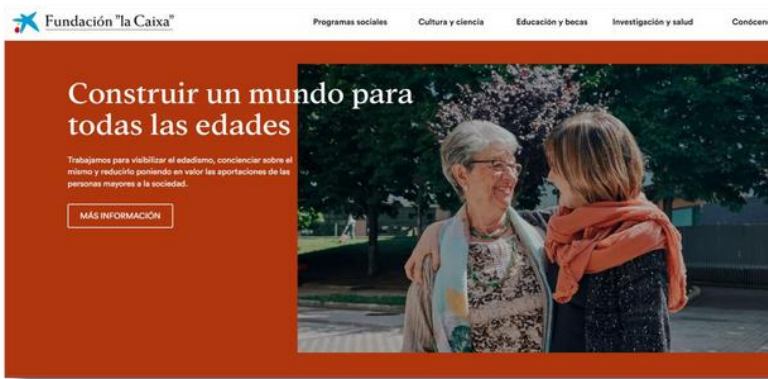 Fundación "la Caixa"
Programas sociales
Cultura y ciencia
Educación y becas
Investigación y salud
Construir un mundo para
todas las edades
Trabajamos para visibilizar el edadismo, concienciar sobre el
mismo y reducirlo poniendo en valor las aportaciones de las
personas mayores a la sociedad.
MÁS INFORMACIÓN